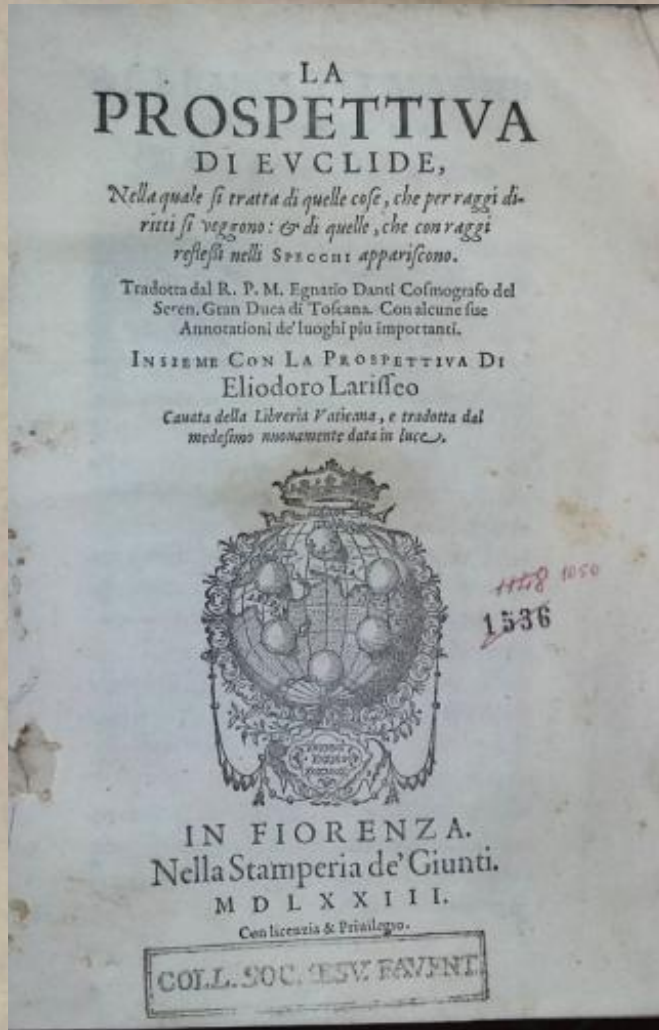 LA
PROSPETTIVA
DI EVCLIDE,
Nella quale ſi tratta di quelle coſe, che per raggi di-
ritti ſi veggono: & di quelle, che con raggi
refleſſi nelli SPECCHI appariſcono.
Tradotta dal R. P. M. Egnatio Danti Coſmografo del
Seren. Gran Duca di Toſcana. Con alcune ſue
Annotationi de' luoghi piu importanti.
INSIEME CON LA PROSPETTIVA DI
Eliodoro Lariſſeo
Cauata della Libreria Vaticana, e tradotta dal
medeſimo nuouamente data in luce.
1148 1050
1536
IN FIORENZA.
Nella Stamperia de' Giunti.
MDLXXIII.
Con licenzia & Priuilegio.
COLL. SOC. IESV. FAVENT.